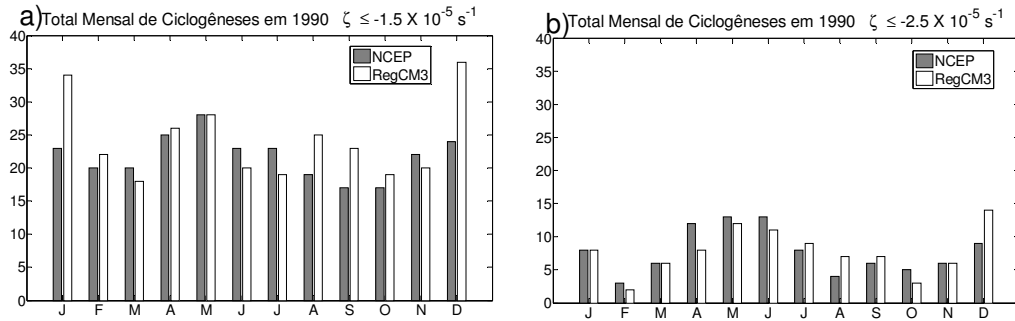 a) Total Mensal de Ciclogêneses em 1990 ζ ≤ -1.5 X 10⁻⁵ s⁻¹
40
35
30
25
20
15
10
5
0
NCEP
RegCM3
J F M A M J J A S O N D
b) Total Mensal de Ciclogêneses em 1990 ζ ≤ -2.5 X 10⁻⁵ s⁻¹
40
35
30
25
20
15
10
5
0
NCEP
RegCM3
J F M A M J J A S O N D